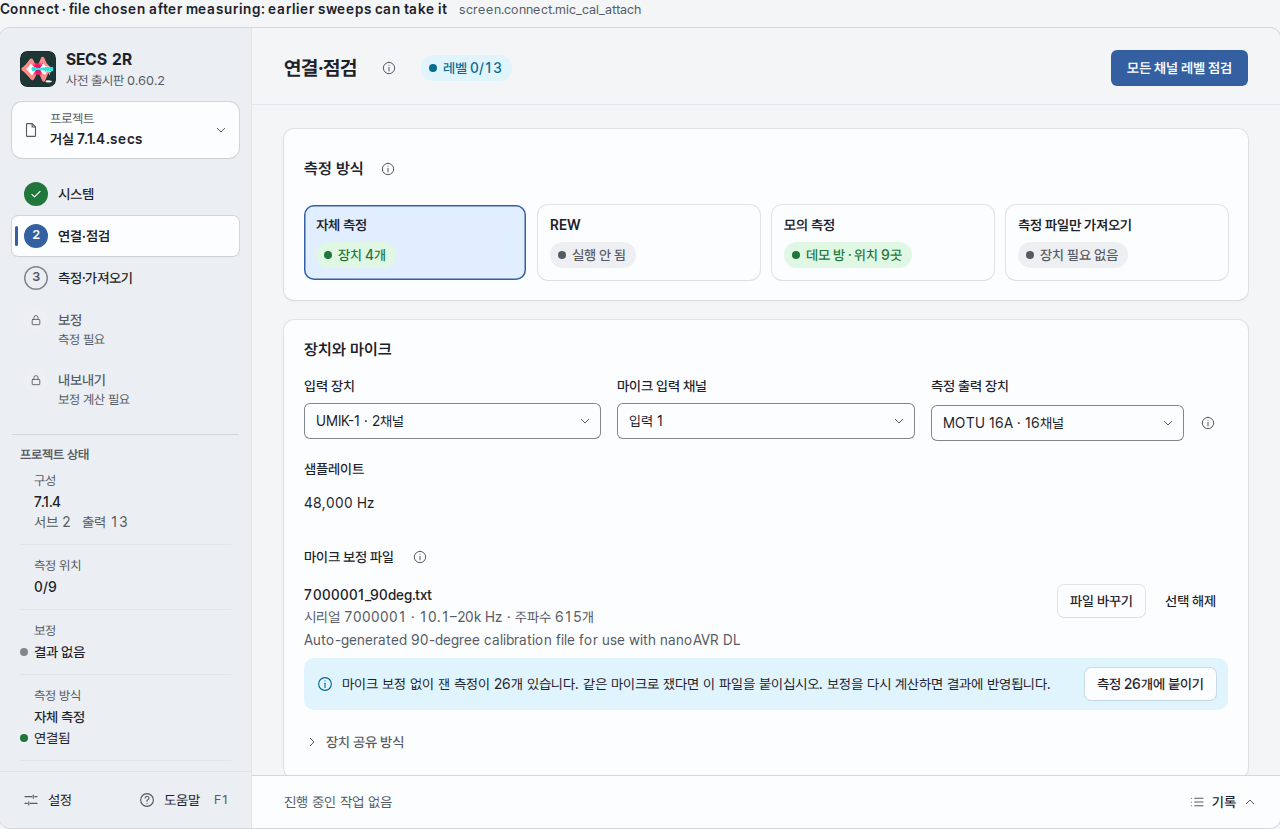 Connect · file chosen after measuring: earlier sweeps can take it screen.connect.mic_cal_attach
SECS 2R
사전 출시판 0.60.2
프로젝트
거실 7.1.4.secs
시스템
2 연결·점검
3 측정·가져오기
보정
측정 필요
내보내기
보정 계산 필요
프로젝트 상태
구성
7.1.4
서브 2 출력 13
측정 위치
0/9
보정
결과 없음
측정 방식
자체 측정
연결됨
설정 도움말 F1
연결·점검 레벨 0/13 모든 채널 레벨 점검
측정 방식
자체 측정
장치 4개
REW
실행 안 됨
모의 측정
데모 방 · 위치 9곳
측정 파일만 가져오기
장치 필요 없음
장치와 마이크
입력 장치
UMIK-1 · 2채널
마이크 입력 채널
입력 1
측정 출력 장치
MOTU 16A · 16채널
샘플레이트
48,000 Hz
마이크 보정 파일
7000001_90deg.txt
시리얼 7000001 · 10.1–20k Hz · 주파수 615개
Auto-generated 90-degree calibration file for use with nanoAVR DL
파일 바꾸기 선택 해제
마이크 보정 없이 잰 측정이 26개 있습니다. 같은 마이크로 쟀다면 이 파일을 붙이십시오. 보정을 다시 계산하면 결과에 반영됩니다. 측정 26개에 붙이기
장치 공유 방식
진행 중인 작업 없음 기록